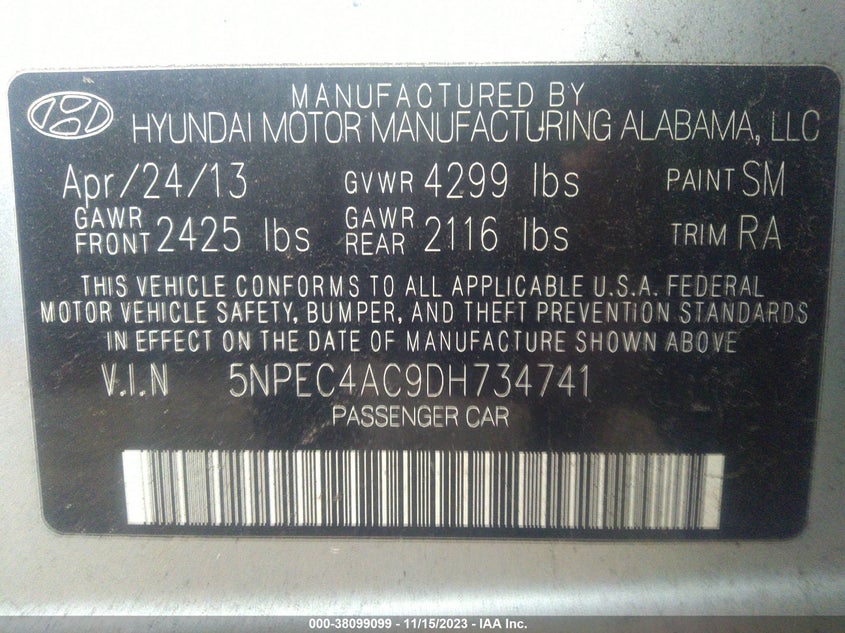 MANUFACTURED BY
HYUNDAI MOTOR MANUFACTURING ALABAMA, LLC
Apr/24/13 GVWR 4299 lbs PAINT SM
GAWR FRONT 2425 lbs GAWR REAR 2116 lbs TRIM RA
THIS VEHICLE CONFORMS TO ALL APPLICABLE U.S.A. FEDERAL
MOTOR VEHICLE SAFETY, BUMPER, AND THEFT PREVENTION STANDARDS
IN EFFECT ON THE DATE OF MANUFACTURE SHOWN ABOVE
V.I.N 5NPEC4AC9DH734741
PASSENGER CAR
000-38099099 - 11/15/2023 - IAA Inc.